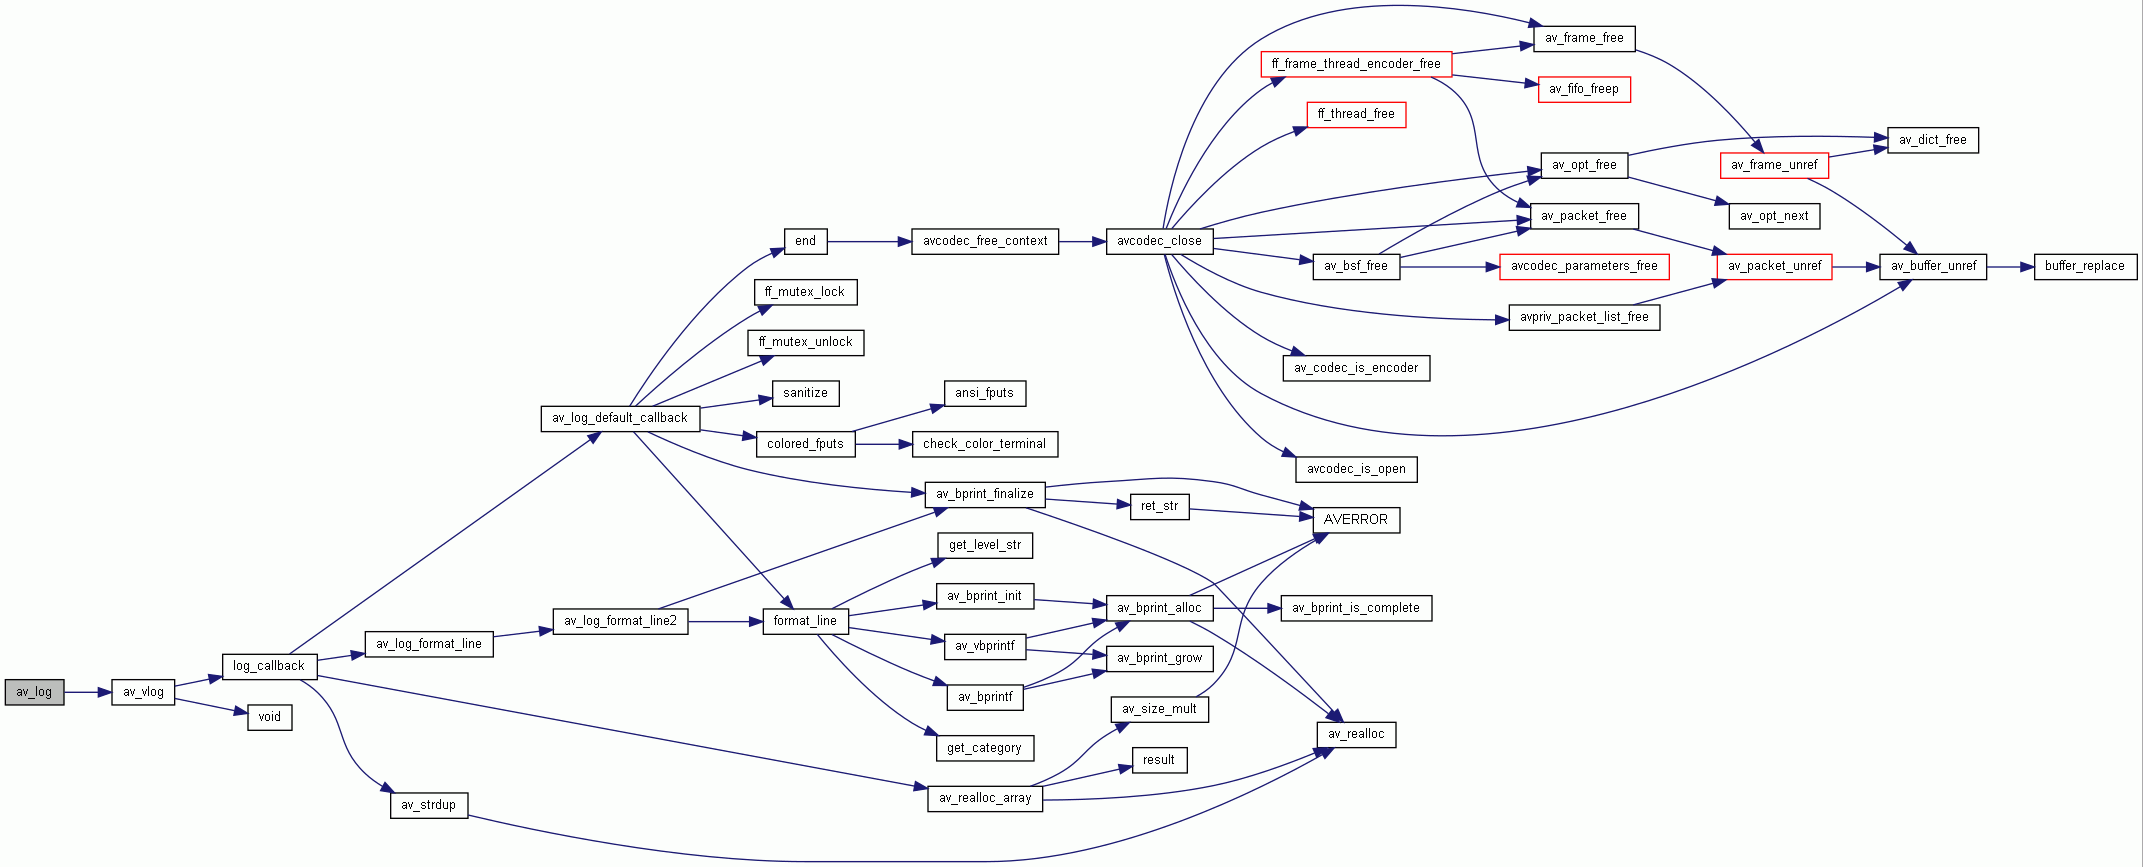 av_frame_free
ff_frame_thread_encoder_free
av_fifo_freep
ff_thread_free
av_dict_free
av_opt_free
av_frame_unref
av_opt_next
av_packet_free
end
avcodec_free_context
avcodec_close
av_bsf_free
avcodec_parameters_free
av_packet_unref
av_buffer_unref
buffer_replace
ff_mutex_lock
avpriv_packet_list_free
ff_mutex_unlock
av_codec_is_encoder
sanitize
ansi_fputs
av_log_default_callback
colored_fputs
check_color_terminal
avcodec_is_open
av_bprint_finalize
ret_str
AVERROR
get_level_str
av_bprint_init
av_bprint_alloc
av_bprint_is_complete
av_log_format_line2
format_line
av_log_format_line
av_vbprintf
av_bprint_grow
log_callback
av_log
av_vlog
av_bprintf
void
av_size_mult
av_realloc
get_category
result
av_strdup
av_realloc_array